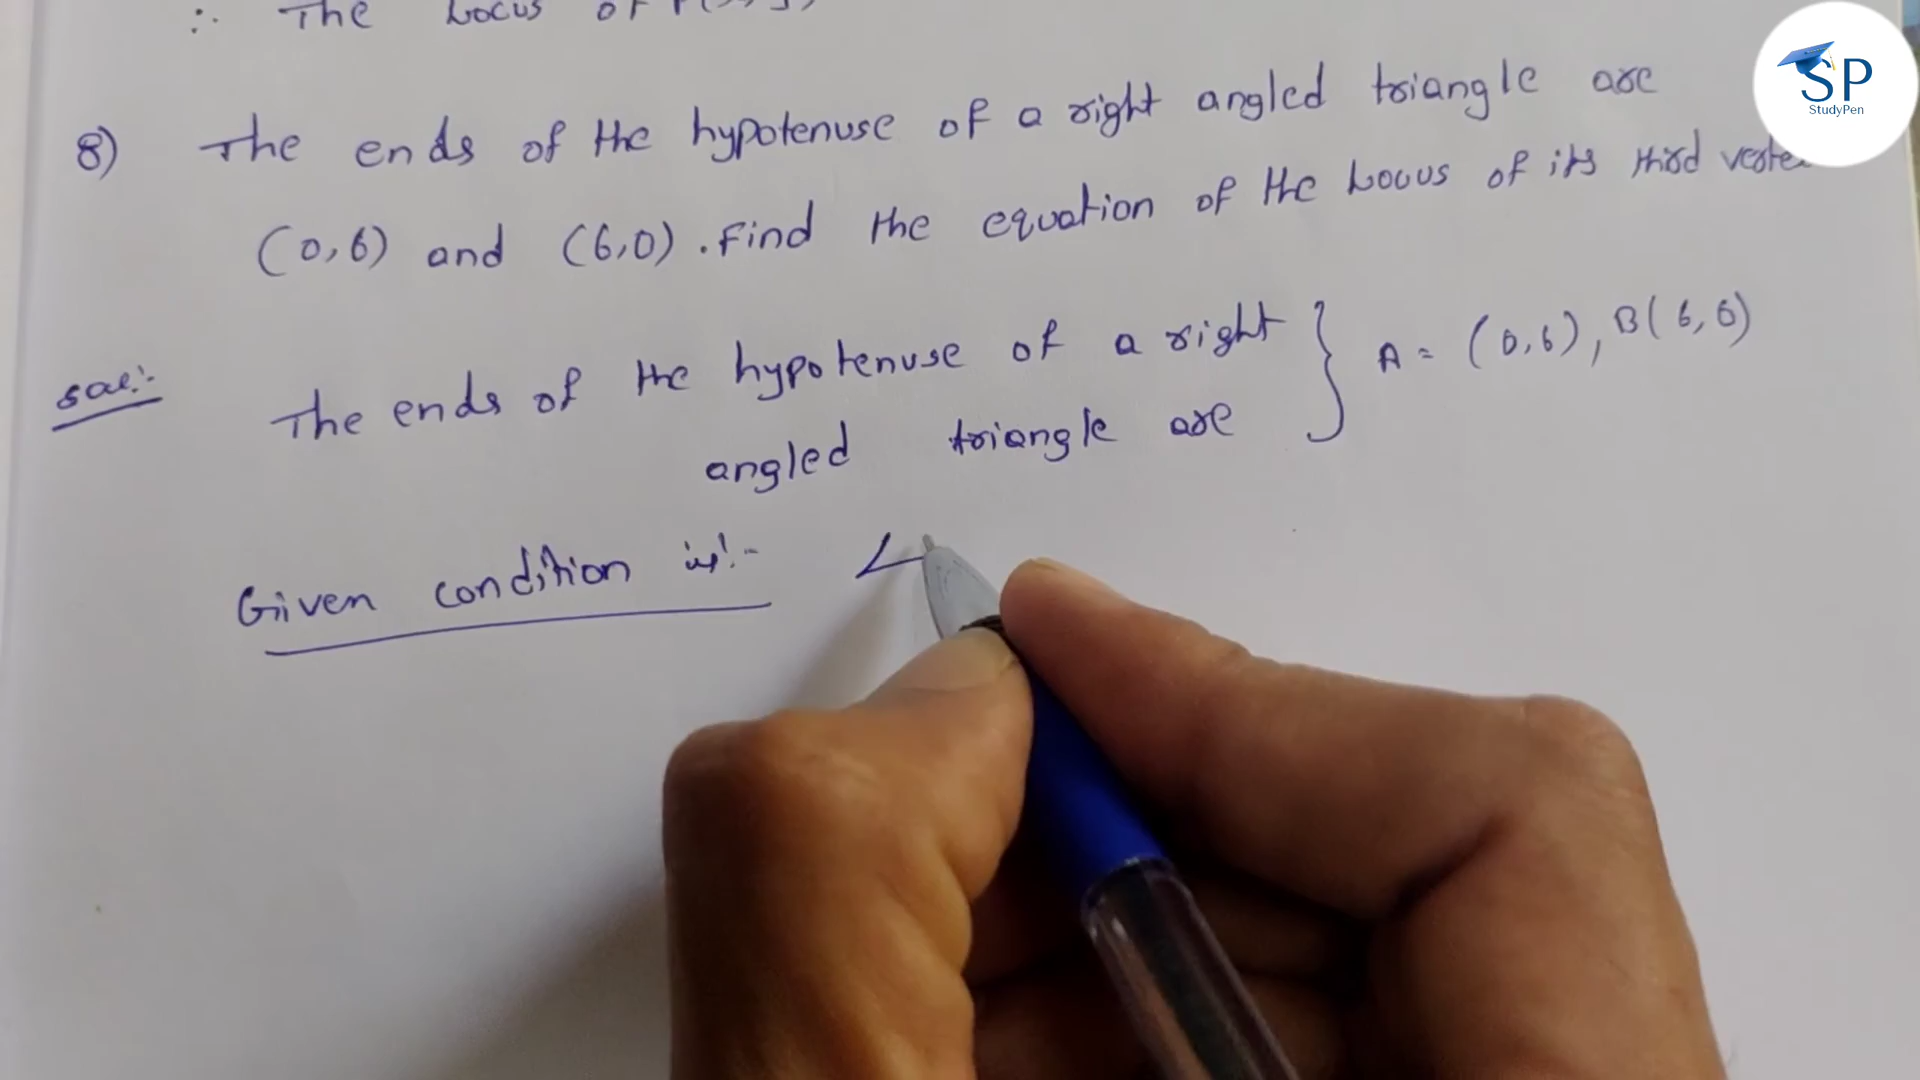 ∴ The Locus of P(
8) The ends of the hypotenuse of a right angled triangle are
(0,6) and (6,0). Find the equation of the Locus of its third
Sol:- The ends of the hypotenuse of a right
angled triangle are } A = (0,6), B(6,0)
Given condition is:- ∠
SP
StudyPen